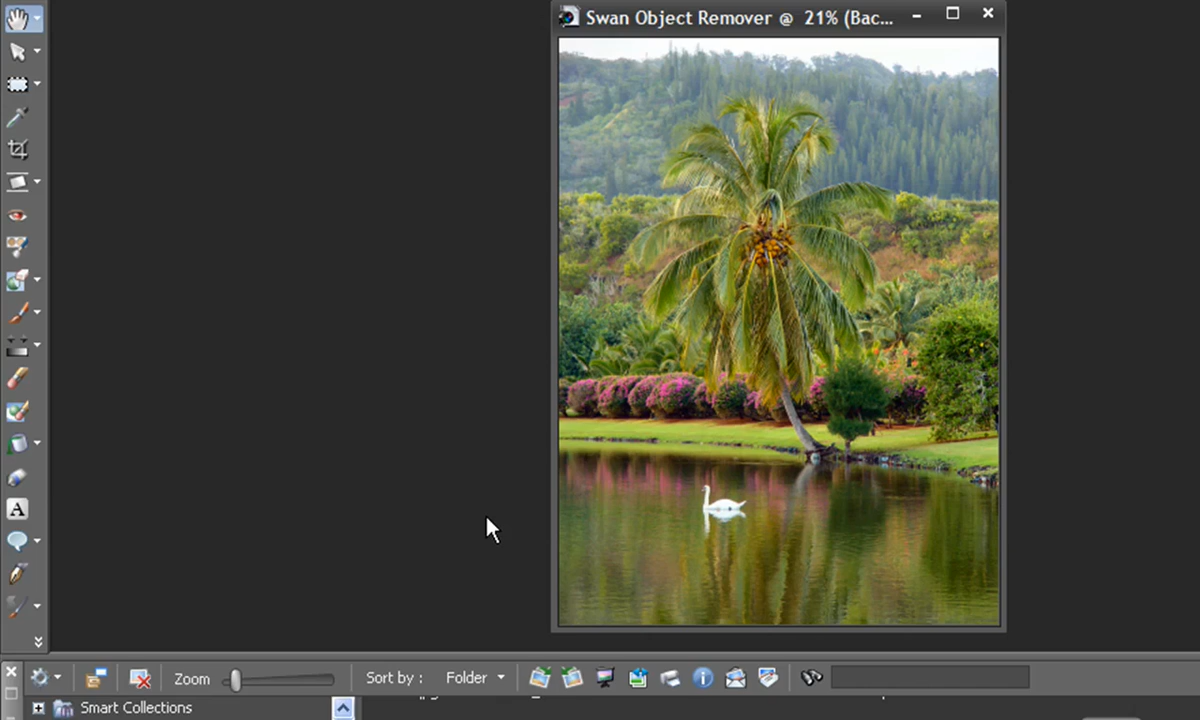 Swan Object Remover @ 21% (Bac...
A
Zoom
Sort by :
Folder
Smart Collections